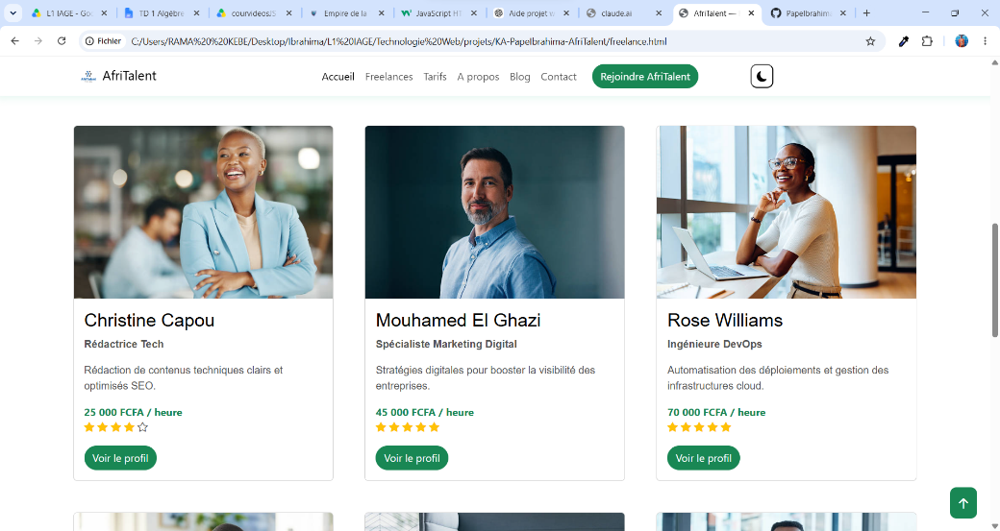 L1 IAGE - Goo
TD 1 Algèbre
courvideosJS
Empire de la
JavaScript HT
Aide projet w
claude.ai
AfriTalent —
PapeIbrahima
Fichier
C:/Users/RAMA%20%20KEBE/Desktop/Ibrahima/L1%20IAGE/Technologie%20Web/projets/KA-PapeIbrahima-AfriTalent/freelance.html
AfriTalent
Accueil
Freelances
Tarifs
A propos
Blog
Contact
Rejoindre AfriTalent
Christine Capou
Rédactrice Tech
Rédaction de contenus techniques clairs et
optimisés SEO.
25 000 FCFA / heure
Voir le profil
Mouhamed El Ghazi
Spécialiste Marketing Digital
Stratégies digitales pour booster la visibilité des
entreprises.
45 000 FCFA / heure
Voir le profil
Rose Williams
Ingénieure DevOps
Automatisation des déploiements et gestion des
infrastructures cloud.
70 000 FCFA / heure
Voir le profil